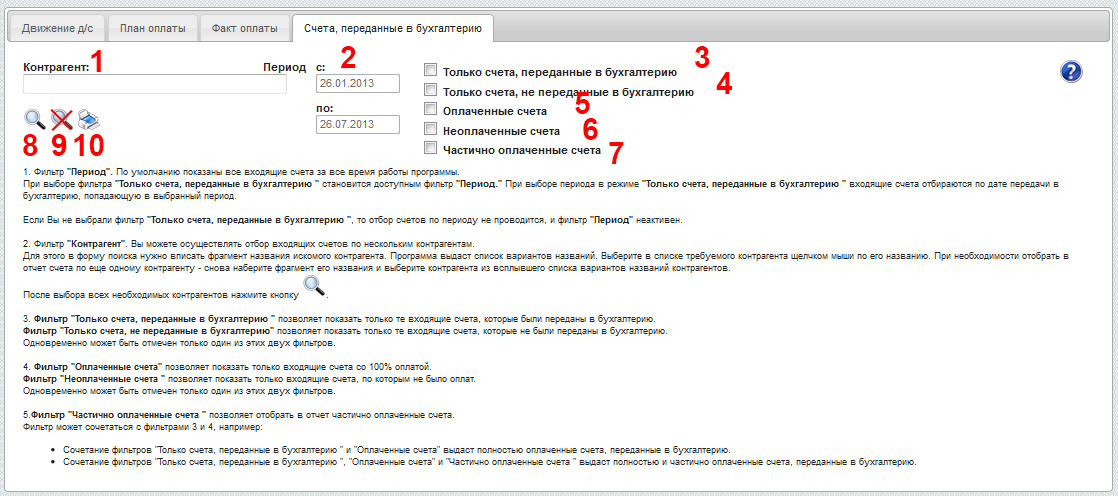 Движение д/с План оплаты Факт оплаты Счета, переданные в бухгалтерию
Контрагент: 1 Период с: 2
26.01.2013
по:
26.07.2013
Только счета, переданные в бухгалтерию 3
Только счета, не переданные в бухгалтерию 4
Оплаченные счета 5
Неоплаченные счета 6
Частично оплаченные счета 7
?
8 9 10
1. Фильтр "Период". По умолчанию показаны все входящие счета за все время работы программы.
При выборе фильтра "Только счета, переданные в бухгалтерию " становится доступным фильтр "Период." При выборе периода в режиме "Только счета, переданные в бухгалтерию " входящие счета отбираются по дате передачи в
бухгалтерию, попадающую в выбранный период.
Если Вы не выбрали фильтр "Только счета, переданные в бухгалтерию ", то отбор счетов по периоду не проводится, и фильтр "Период" неактивен.
2. Фильтр "Контрагент". Вы можете осуществлять отбор входящих счетов по нескольким контрагентам.
Для этого в форму поиска нужно вписать фрагмент названия искомого контрагента. Программа выдаст список вариантов названий. Выберите в списке требуемого контрагента щелчком мыши по его названию. При необходимости отобрать в
отчет счета по еще одному контрагенту - снова наберите фрагмент его названия и выберите контрагента из всплывшего списка вариантов названий контрагентов.
После выбора всех необходимых контрагентов нажмите кнопку .
3. Фильтр "Только счета, переданные в бухгалтерию " позволяет показать только те входящие счета, которые были переданы в бухгалтерию.
Фильтр "Только счета, не переданные в бухгалтерию" позволяет показать только те входящие счета, которые не были переданы в бухгалтерию.
Одновременно может быть отмечен только один из этих двух фильтров.
4. Фильтр "Оплаченные счета" позволяет показать только входящие счета со 100% оплатой.
Фильтр "Неоплаченные счета " позволяет показать только входящие счета, по которым не было оплат.
Одновременно может быть отмечен только один из этих двух фильтров.
5.Фильтр "Частично оплаченные счета " позволяет отобрать в отчет частично оплаченные счета.
Фильтр может сочетаться с фильтрами 3 и 4, например:
• Сочетание фильтров "Только счета, переданные в бухгалтерию " и "Оплаченные счета" выдаст полностью оплаченные счета, переданные в бухгалтерию.
• Сочетание фильтров "Только счета, переданные в бухгалтерию ", "Оплаченные счета" и "Частично оплаченные счета " выдаст полностью и частично оплаченные счета, переданные в бухгалтерию.